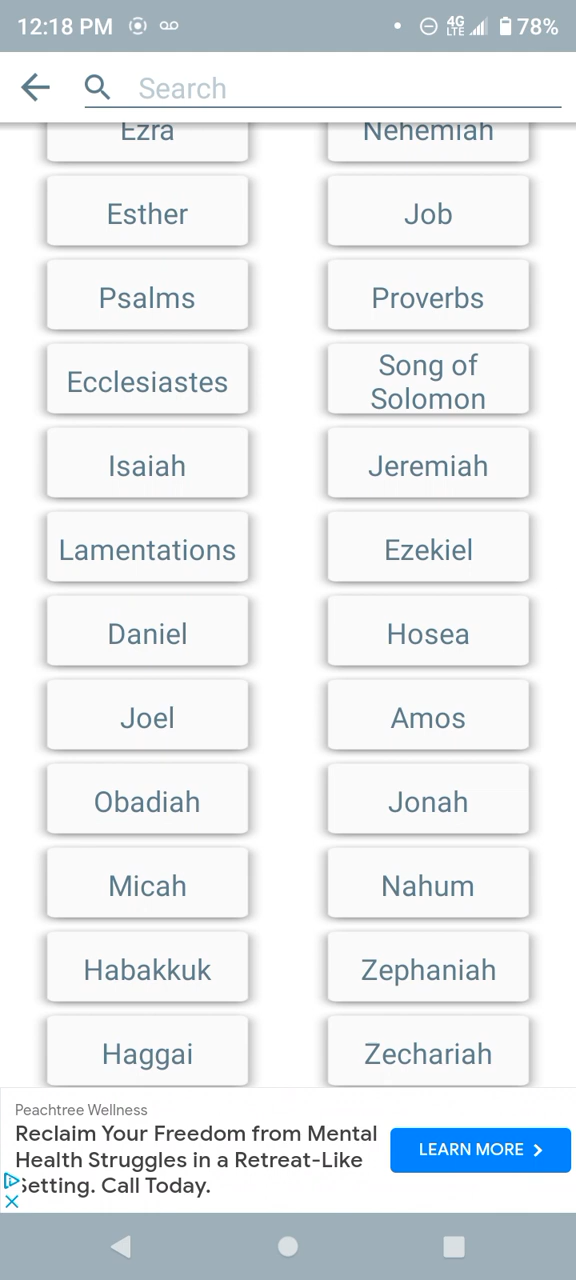 12:18 PM 4G LTE 78%
Search
Ezra Nehemiah
Esther Job
Psalms Proverbs
Ecclesiastes Song of
Solomon
Isaiah Jeremiah
Lamentations Ezekiel
Daniel Hosea
Joel Amos
Obadiah Jonah
Micah Nahum
Habakkuk Zephaniah
Haggai Zechariah
Peachtree Wellness
Reclaim Your Freedom from Mental
Health Struggles in a Retreat-Like
Setting. Call Today.
LEARN MORE